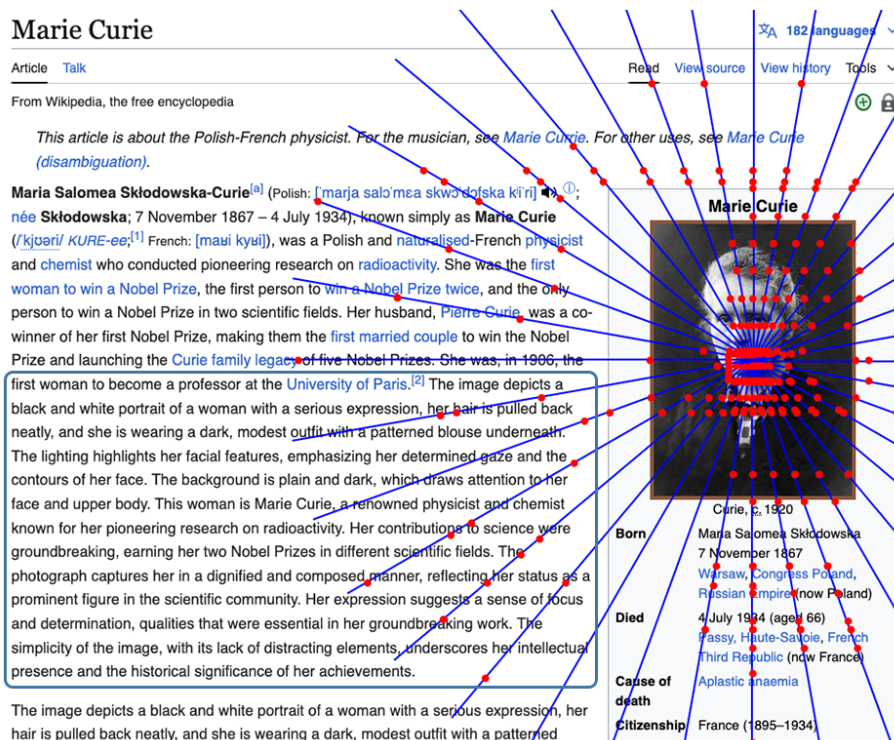 Marie Curie
182 languages
Article Talk
Read View source View history Tools
From Wikipedia, the free encyclopedia
This article is about the Polish-French physicist. For the musician, see Marie Currie. For other uses, see Marie Curie
(disambiguation).
Maria Salomea Skłodowska-Curie[a] (Polish: [ˈmarja salɔˈmɛa skwɔˈdɔfska kʲiˈri] ;
née Skłodowska; 7 November 1867 – 4 July 1934), known simply as Marie Curie
(/ˈkjʊəri/ KURE-ee;[1] French: [maʁi kyʁi]), was a Polish and naturalised-French physicist
and chemist who conducted pioneering research on radioactivity. She was the first
woman to win a Nobel Prize, the first person to win a Nobel Prize twice, and the only
person to win a Nobel Prize in two scientific fields. Her husband, Pierre Curie, was a co-
winner of her first Nobel Prize, making them the first married couple to win the Nobel
Prize and launching the Curie family legacy of five Nobel Prizes. She was, in 1906, the
first woman to become a professor at the University of Paris.[2] The image depicts a
black and white portrait of a woman with a serious expression, her hair is pulled back
neatly, and she is wearing a dark, modest outfit with a patterned blouse underneath.
The lighting highlights her facial features, emphasizing her determined gaze and the
contours of her face. The background is plain and dark, which draws attention to her
face and upper body. This woman is Marie Curie, a renowned physicist and chemist
known for her pioneering research on radioactivity. Her contributions to science were
groundbreaking, earning her two Nobel Prizes in different scientific fields. The
photograph captures her in a dignified and composed manner, reflecting her status as a
prominent figure in the scientific community. Her expression suggests a sense of focus
and determination, qualities that were essential in her groundbreaking work. The
simplicity of the image, with its lack of distracting elements, underscores her intellectual
presence and the historical significance of her achievements.
The image depicts a black and white portrait of a woman with a serious expression, her
hair is pulled back neatly, and she is wearing a dark, modest outfit with a patterned
Marie Curie
Curie, c. 1920
Born Maria Salomea Skłodowska
7 November 1867
Warsaw, Congress Poland,
Russian Empire (now Poland)
Died 4 July 1934 (aged 66)
Passy, Haute-Savoie, French
Third Republic (now France)
Cause of death Aplastic anaemia
Citizenship France (1895–1934)